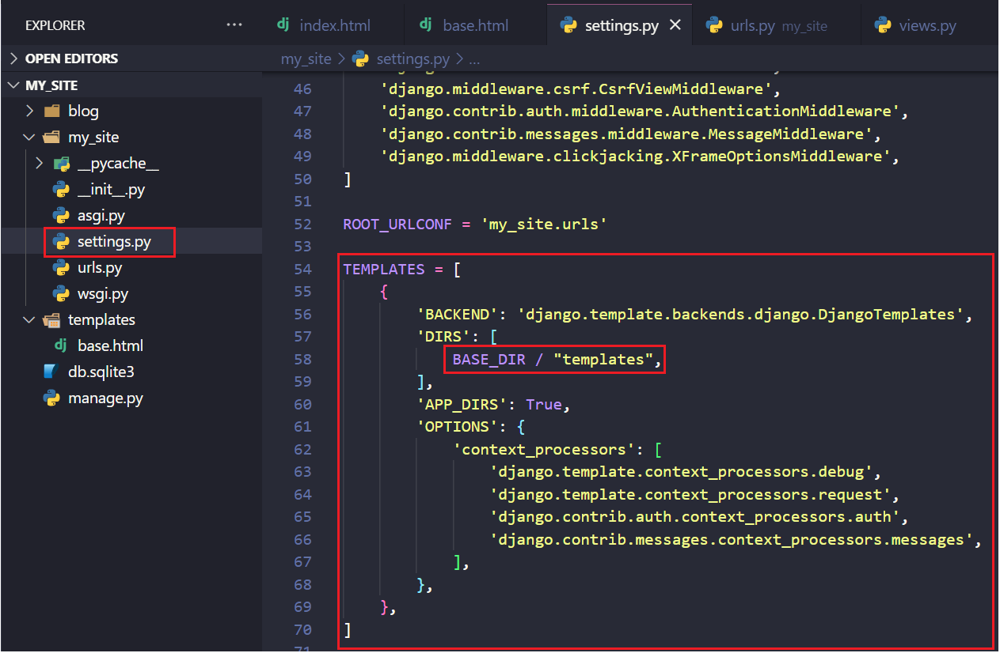 EXPLORER ···
OPEN EDITORS
MY_SITE
blog
my_site
__pycache__
__init__.py
asgi.py
settings.py
urls.py
wsgi.py
templates
dj base.html
db.sqlite3
manage.py
dj index.html dj base.html settings.py urls.py my_site views.py
my_site > settings.py > ...
46 'django.middleware.csrf.CsrfViewMiddleware',
47 'django.contrib.auth.middleware.AuthenticationMiddleware',
48 'django.contrib.messages.middleware.MessageMiddleware',
49 'django.middleware.clickjacking.XFrameOptionsMiddleware',
50 ]
51
52 ROOT_URLCONF = 'my_site.urls'
53
54 TEMPLATES = [
55 {
56 'BACKEND': 'django.template.backends.django.DjangoTemplates',
57 'DIRS': [
58 BASE_DIR / "templates",
59 ],
60 'APP_DIRS': True,
61 'OPTIONS': {
62 'context_processors': [
63 'django.template.context_processors.debug',
64 'django.template.context_processors.request',
65 'django.contrib.auth.context_processors.auth',
66 'django.contrib.messages.context_processors.messages',
67 ],
68 },
69 },
70 ]
71